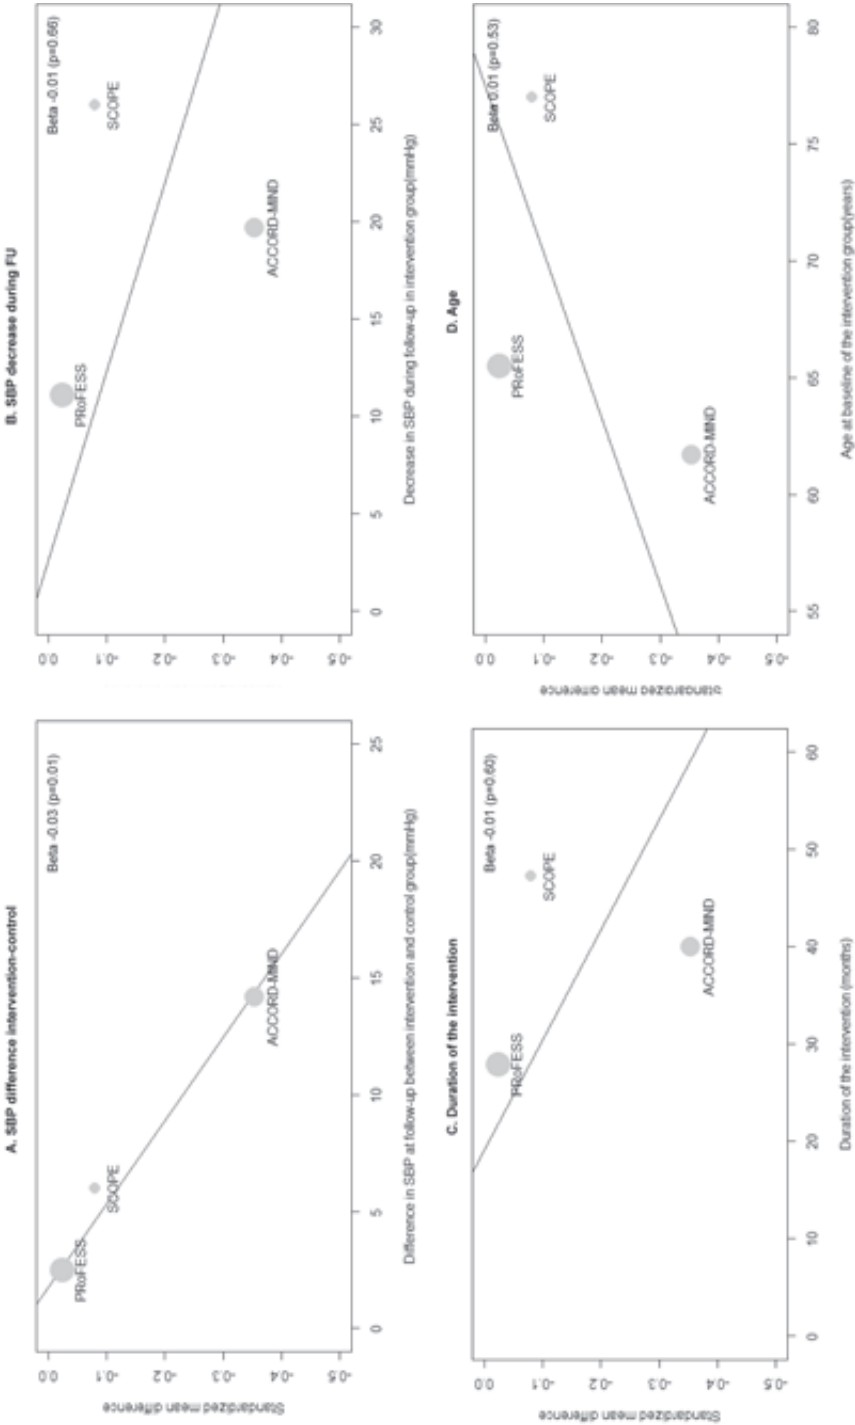 A. SBP difference intervention-control
Standardized mean difference
0.0
-0.1
-0.2
-0.3
-0.4
-0.5
Beta -0.03 (p=0.01)
PRoFESS
SCOPE
ACCORD-MIND
0
5
10
15
20
25
Difference in SBP at follow-up between intervention and control group(mmHg)
B. SBP decrease during FU
0.0
-0.1
-0.2
-0.3
-0.4
-0.5
Beta -0.01 (p=0.66)
PRoFESS
SCOPE
ACCORD-MIND
0
5
10
15
20
25
30
Decrease in SBP during follow-up in intervention group(mmHg)
C. Duration of the intervention
Standardized mean difference
0.0
-0.1
-0.2
-0.3
-0.4
-0.5
Beta -0.01 (p=0.60)
PRoFESS
SCOPE
ACCORD-MIND
0
10
20
30
40
50
60
Duration of the intervention (months)
D. Age
Standardized mean difference
0.0
-0.1
-0.2
-0.3
-0.4
-0.5
Beta 0.01 (p=0.53)
PRoFESS
SCOPE
ACCORD-MIND
55
60
65
70
75
80
Age at baseline of the intervention group(years)